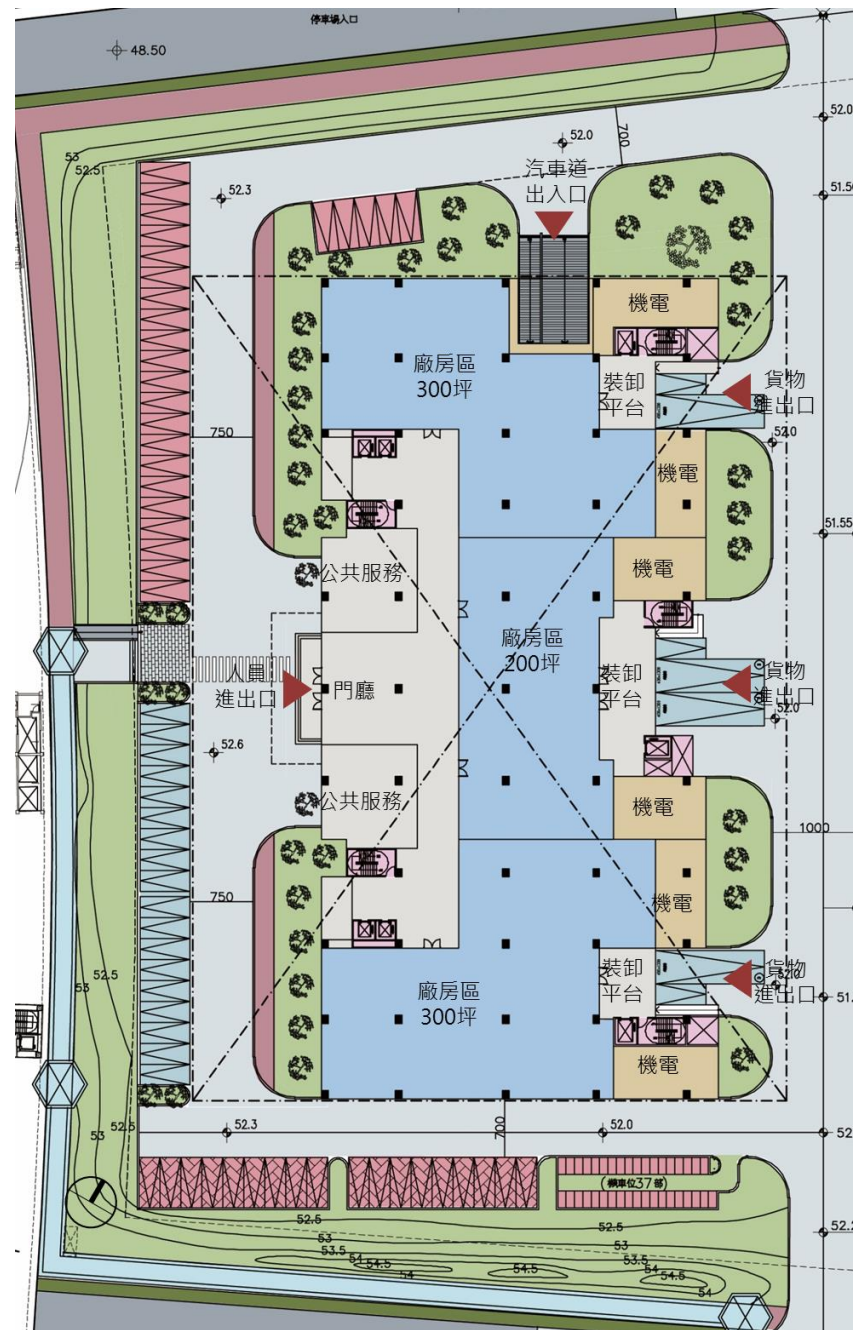 停車場入口
48.50
52.0
700
52.0
53
52.5
52.3
汽車道
出入口
51.50
機電
廠房區
300坪
裝卸
平台
貨物
進出口
750
52.0
機電
51.55
公共服務
機電
廠房區
200坪
人員
進出口
門廳
裝卸
平台
貨物
進出口
52.0
52.6
公共服務
機電
1000
750
機電
52.5
53
裝卸
平台
貨物
進出口
52.0
廠房區
300坪
機電
52.5
53
52.3
700
52.0
機車位37部
52.5
52.5
53
53
53.5
53.5
54
54
54.5
54.5
54.5
54
54